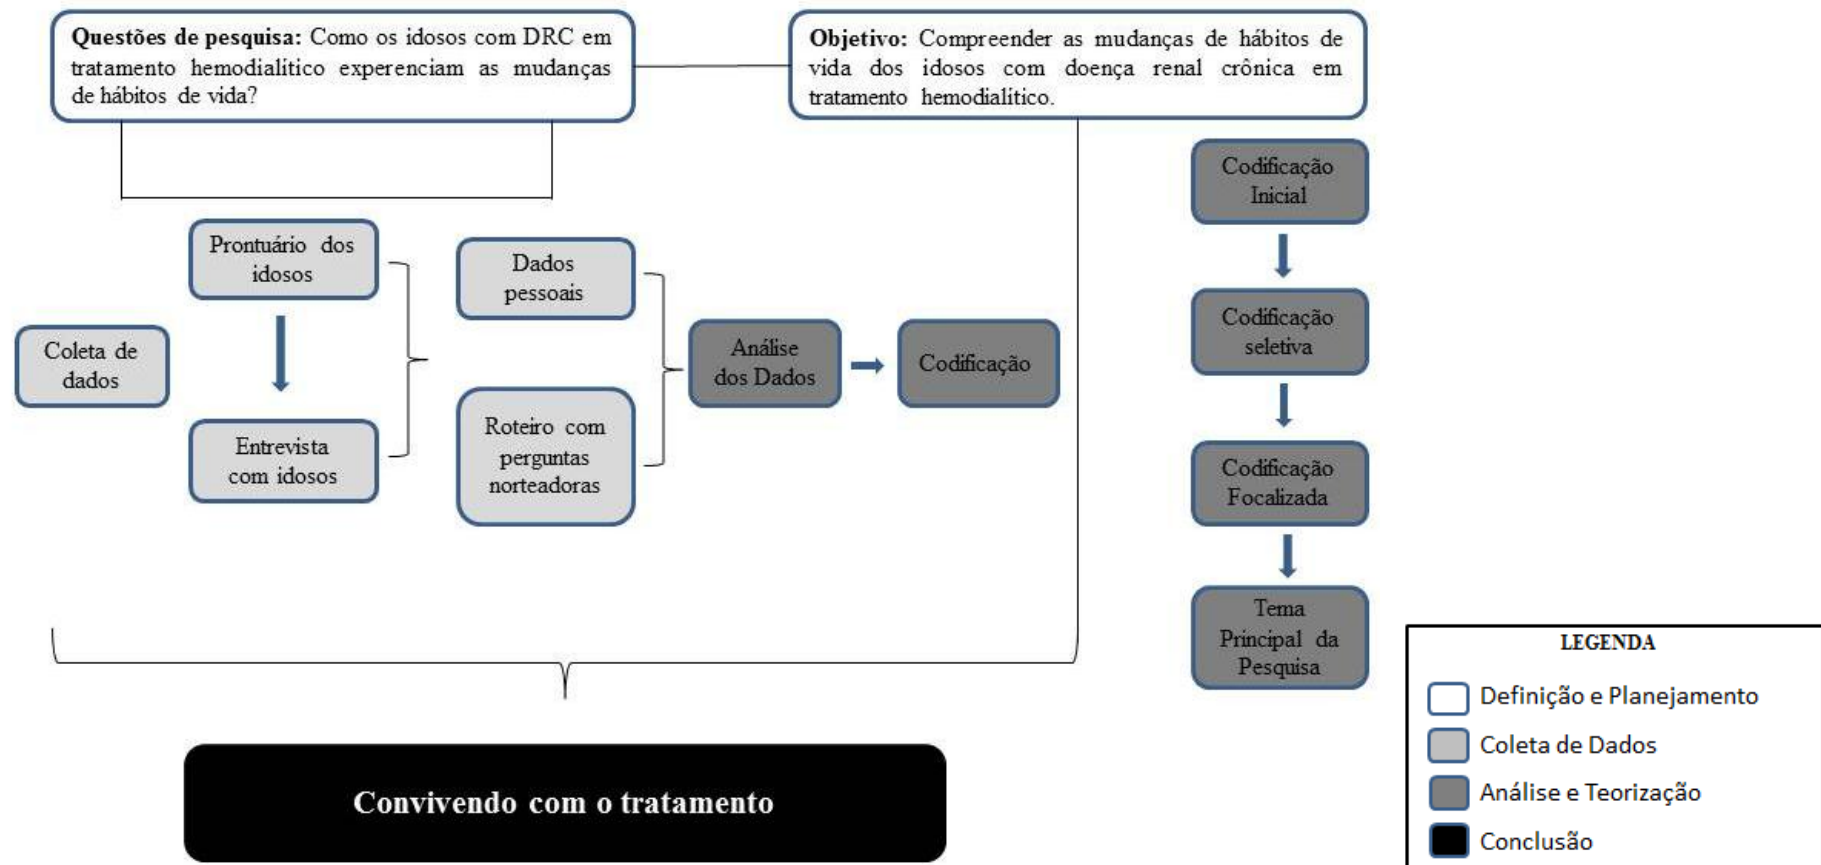 Questões de pesquisa: Como os idosos com DRC em
tratamento hemodialítico experenciam as mudanças
de hábitos de vida?
Objetivo: Compreender as mudanças de hábitos de
vida dos idosos com doença renal crônica em
tratamento hemodialítico.
Coleta de
dados
Prontuário dos
idosos
Entrevista
com idosos
Dados
pessoais
Roteiro com
perguntas
norteadoras
Análise
dos Dados
Codificação
Codificação
Inicial
Codificação
seletiva
Codificação
Focalizada
Tema
Principal da
Pesquisa
Convivendo com o tratamento
LEGENDA
Definição e Planejamento
Coleta de Dados
Análise e Teorização
Conclusão